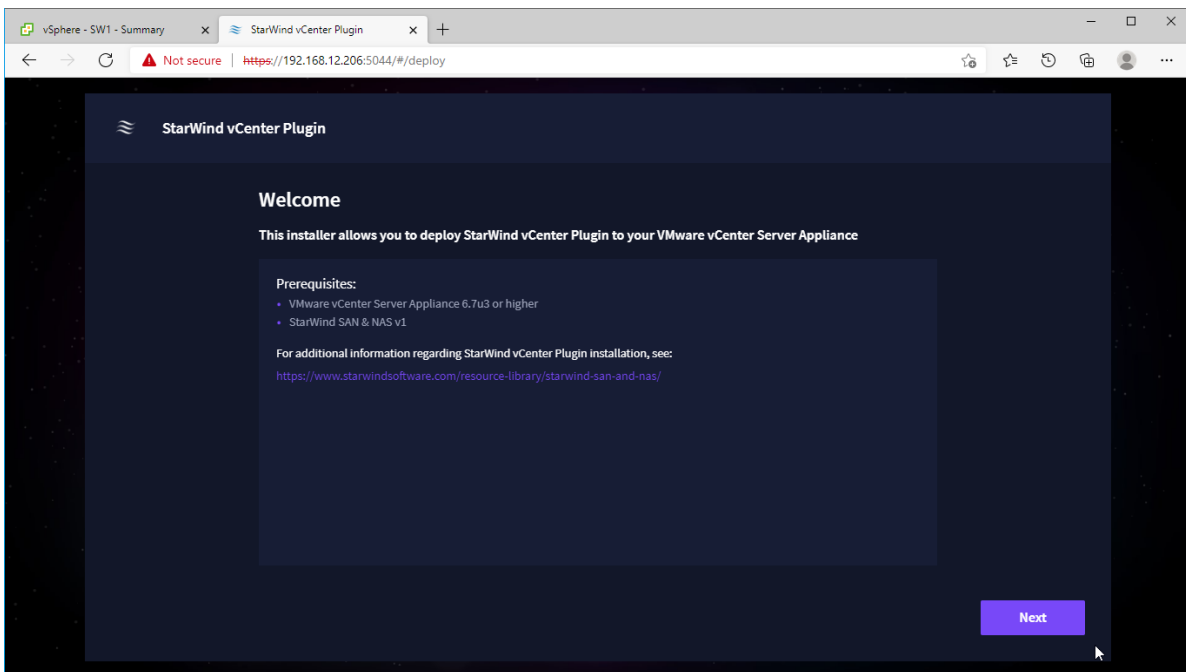 vSphere - SW1 - Summary
StarWind vCenter Plugin
Not secure
https://192.168.12.206:5044/#/deploy
StarWind vCenter Plugin
Welcome
This installer allows you to deploy StarWind vCenter Plugin to your VMware vCenter Server Appliance
Prerequisites:
• VMware vCenter Server Appliance 6.7u3 or higher
• StarWind SAN & NAS v1
For additional information regarding StarWind vCenter Plugin installation, see:
https://www.starwindsoftware.com/resource-library/starwind-san-and-nas/
Next